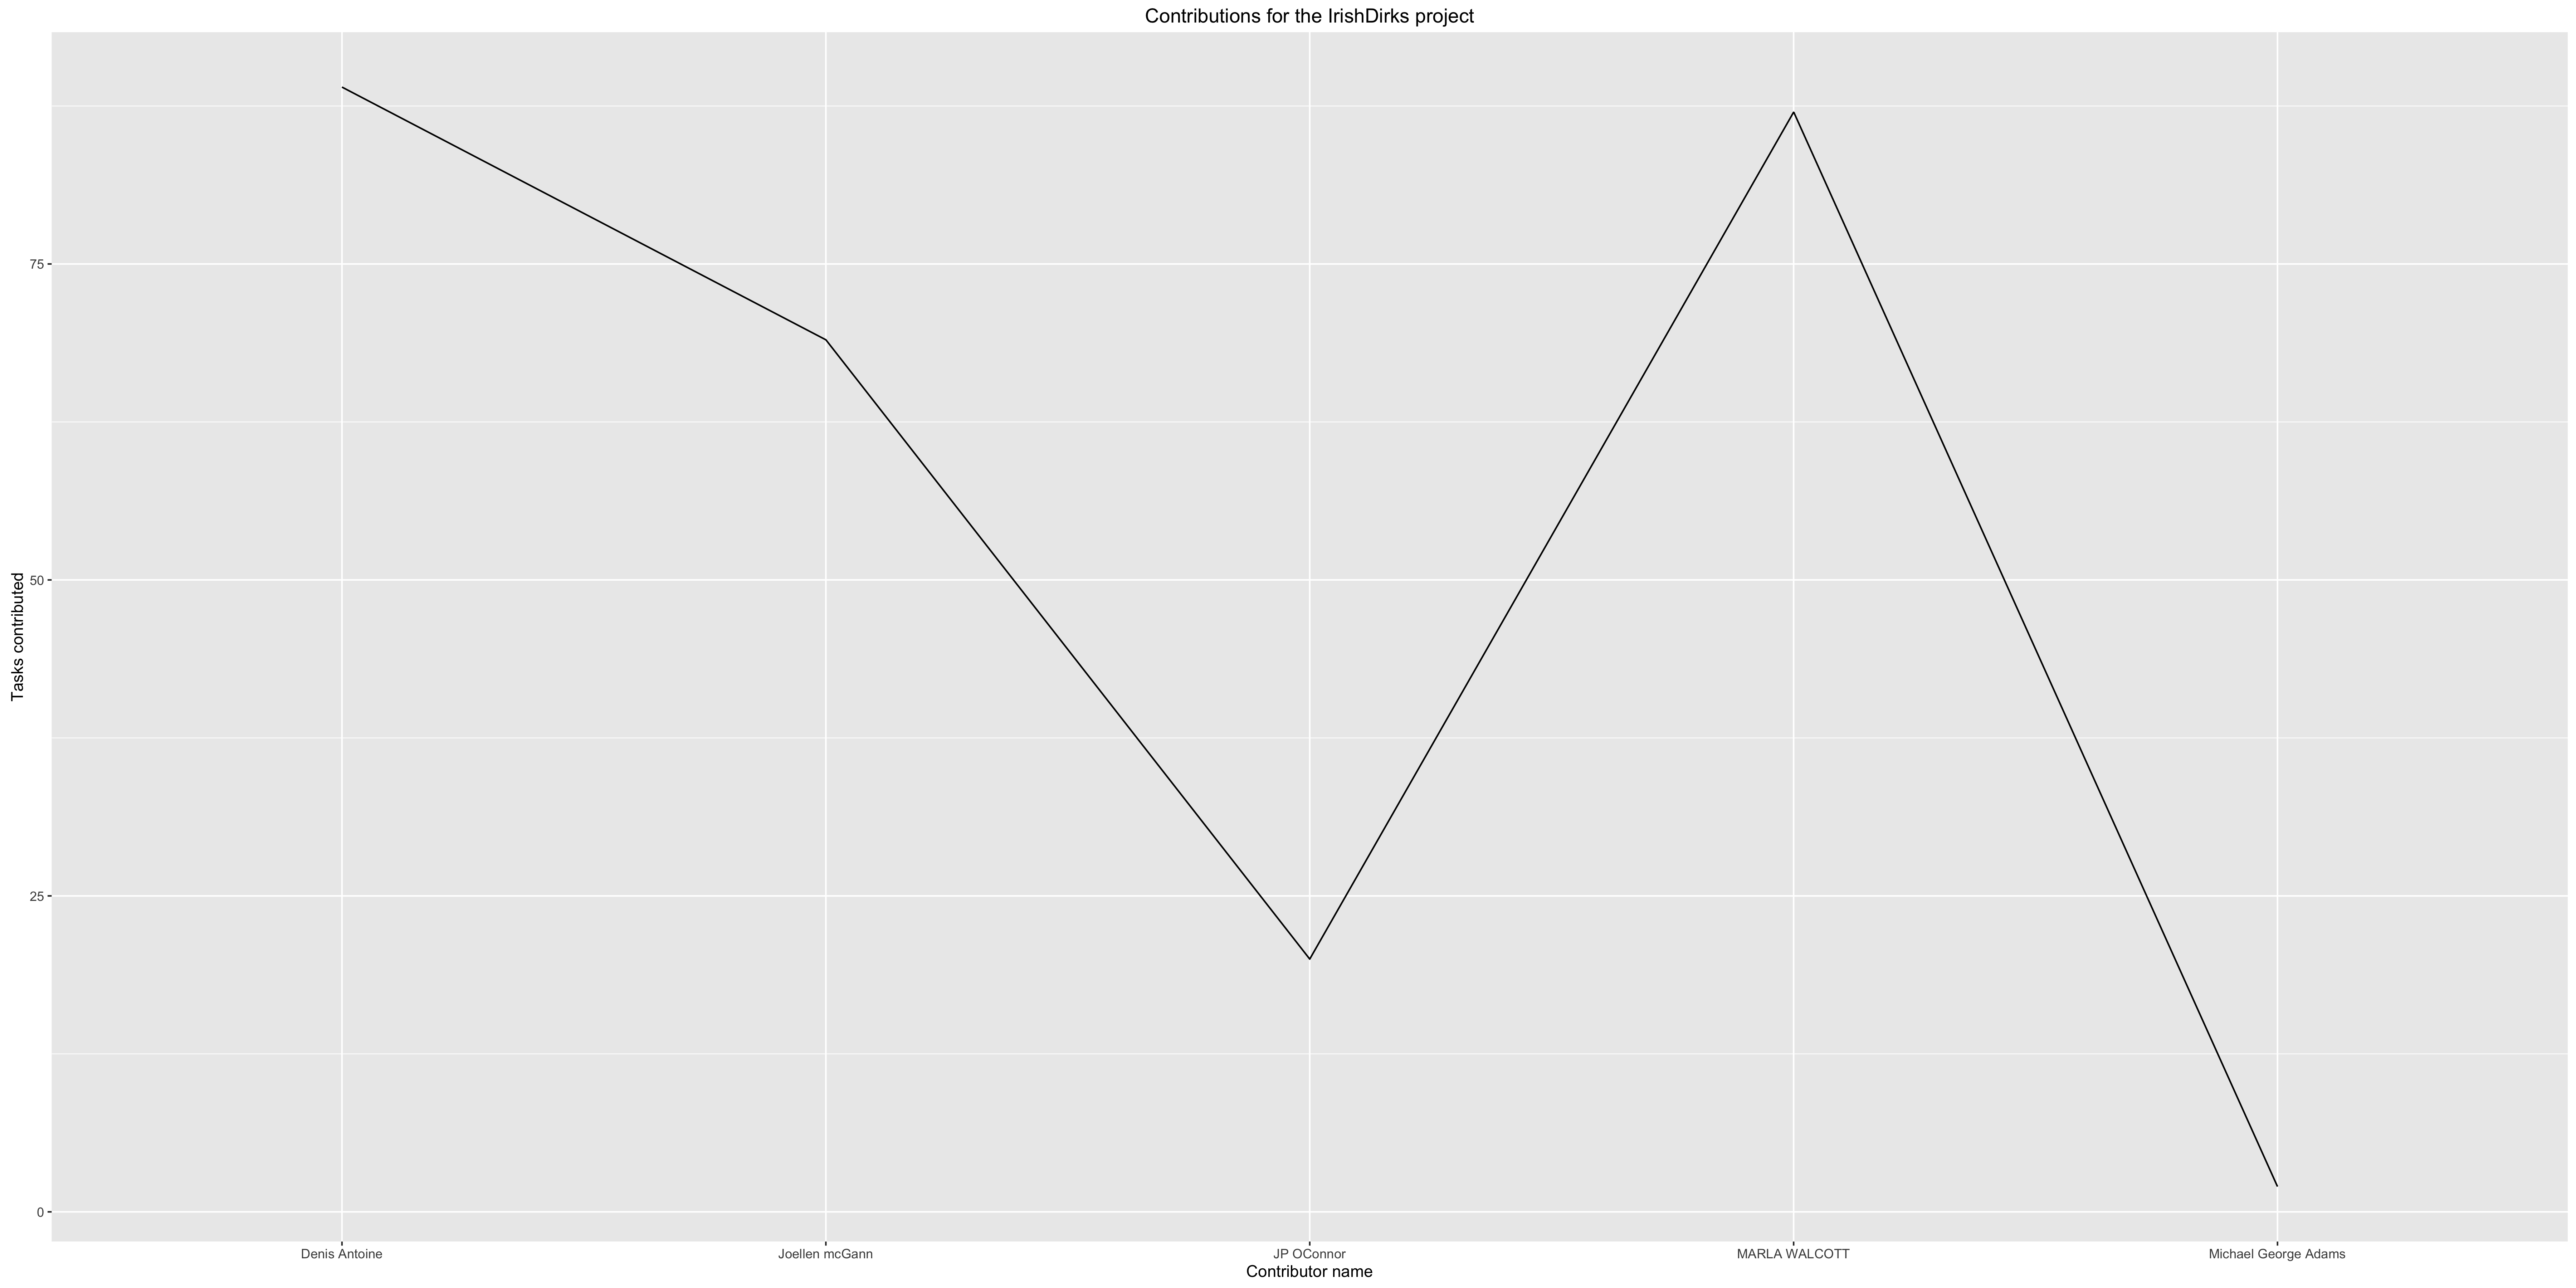 Contributions for the IrishDirks project
Tasks contributed
75
50
25
0
Denis Antoine
Joellen mcGann
JP OConnor
MARLA WALCOTT
Michael George Adams
Contributor name